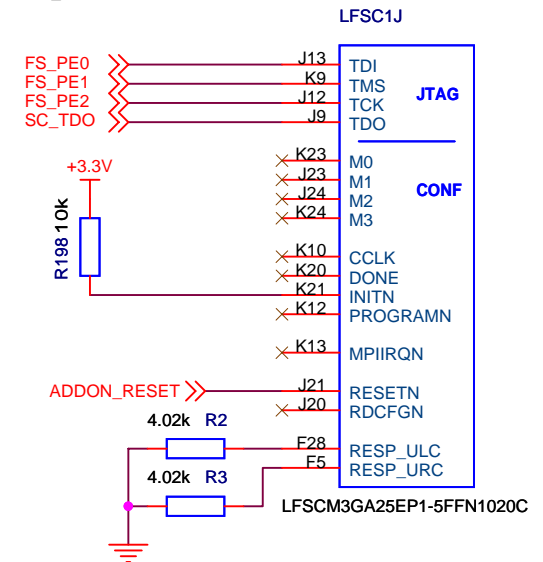 LFSC1J
FS_PE0 J13 TDI
FS_PE1 K9 TMS
FS_PE2 J12 TCK
SC_TDO J9 TDO
JTAG
K23 M0
J23 M1
J24 M2
K24 M3
CONF
+3.3V
R198 10k
K10 CCLK
K20 DONE
K21 INITN
K12 PROGRAMN
K13 MPIIRQN
ADDON_RESET J21 RESETN
J20 RDCFGN
4.02k R2
F28 RESP_ULC
4.02k R3
F5 RESP_URC
LFSCM3GA25EP1-5FFN1020C